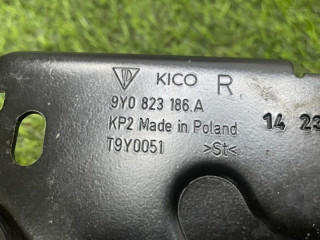 KICO R
9Y0 823 186.A
KP2 Made in Poland
14 23
T9Y0051
>St<